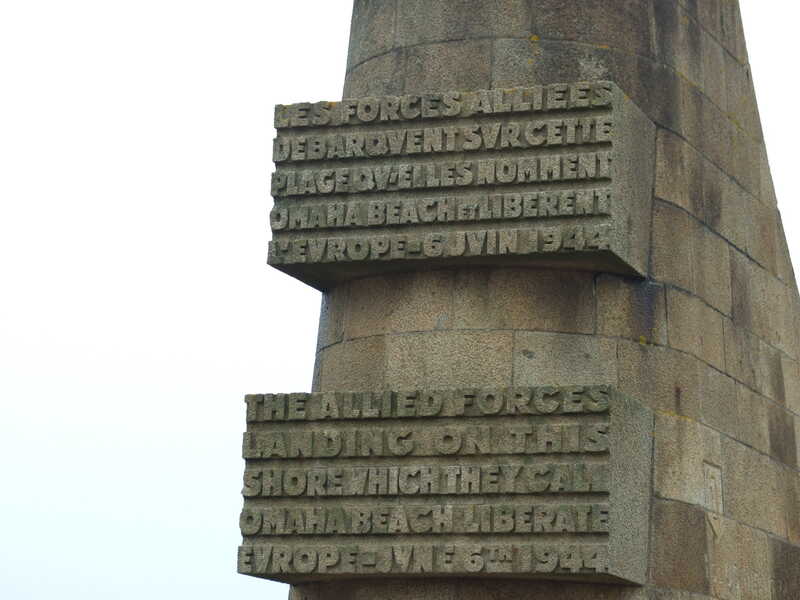 LES FORCES ALLIEES
DEBARQVENT SVR CETTE
PLAGE QV'ELLES NOMMENT
OMAHA BEACH ET LIBERENT
L'EVROPE-6 JVIN 1944
THE ALLIED FORCES
LANDING ON THIS
SHORE WHICH THEY CALL
OMAHA BEACH LIBERATE
EVROPE-JVNE 6TH 1944